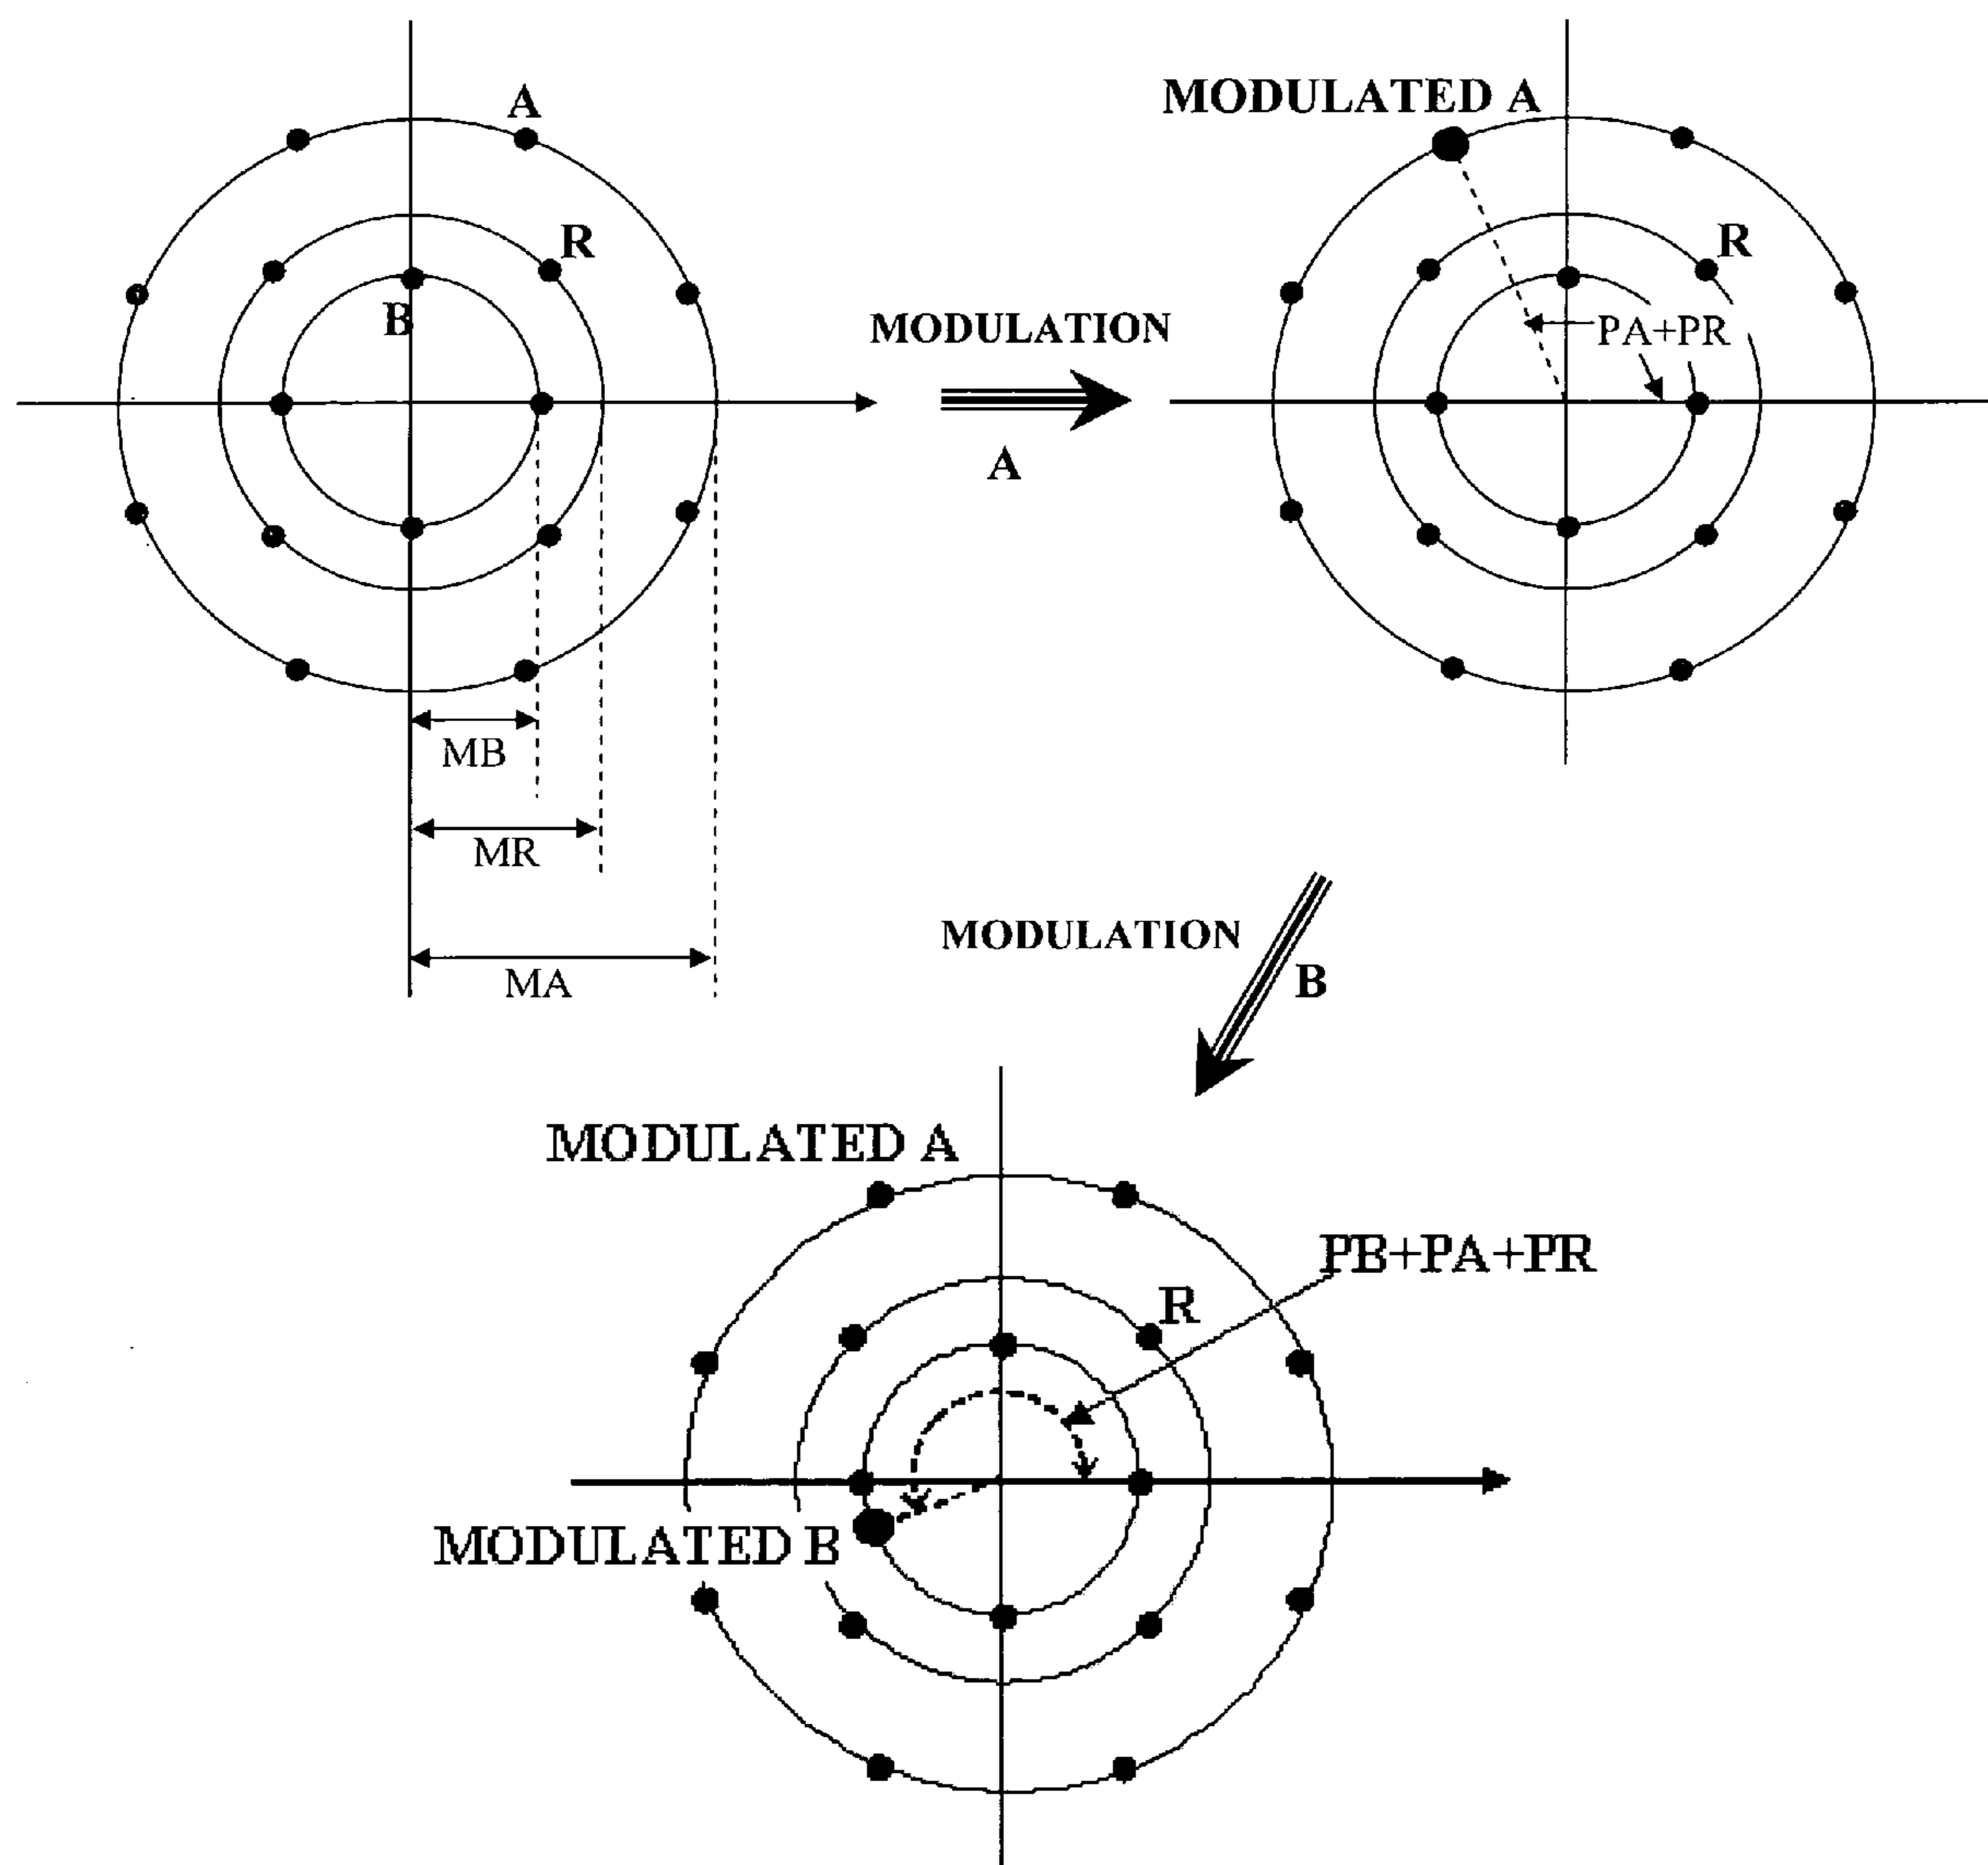 A
R
B
MB
MR
MA
MODULATION
A
MODULATED A
R
PA+PR
MODULATION
B
MODULATED A
PB+PA+PR
R
MODULATED B